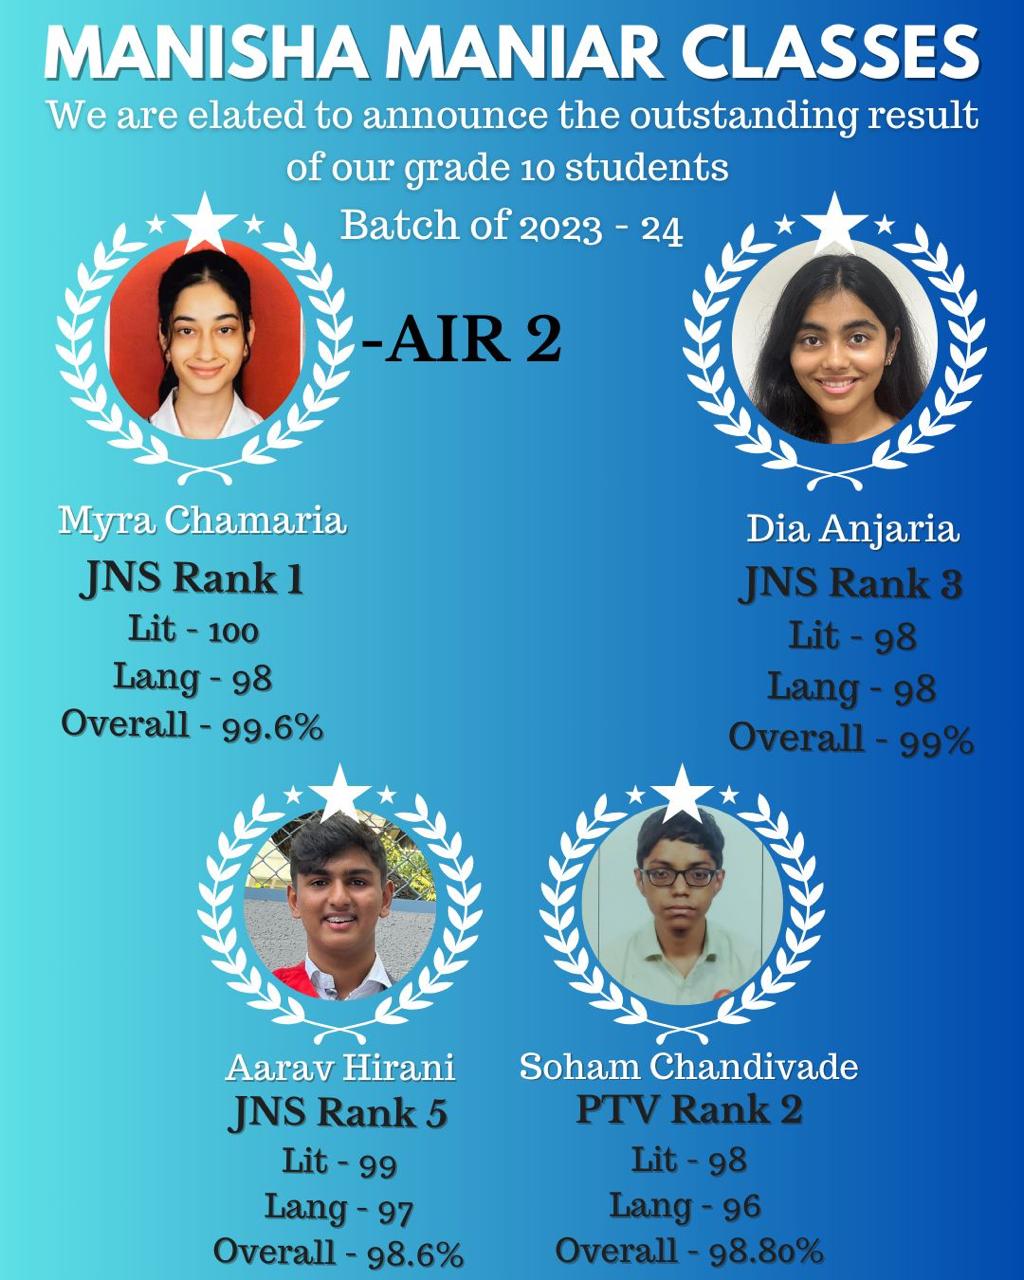 MANISHA MANIAR CLASSES
We are elated to announce the outstanding result
of our grade 10 students
Batch of 2023 - 24
-AIR 2
Myra Chamaria
JNS Rank 1
Lit - 100
Lang - 98
Overall - 99.6%
Dia Anjaria
JNS Rank 3
Lit - 98
Lang - 98
Overall - 99%
Aarav Hirani
JNS Rank 5
Lit - 99
Lang - 97
Overall - 98.6%
Soham Chandivade
PTV Rank 2
Lit - 98
Lang - 96
Overall - 98.80%